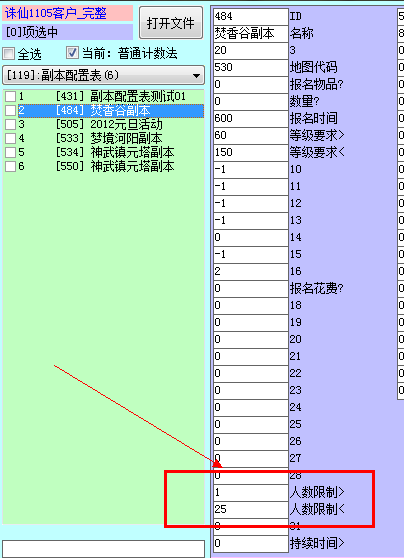 诛仙1105客户_完整
[0]项选中
打开文件
全选 当前: 普通计数法
[119]:副本配置表(6)
1 [431] 副本配置表测试01
2 [484] 焚香谷副本
3 [505] 2012元旦活动
4 [533] 梦境河阳副本
5 [534] 神武镇元塔副本
6 [550] 神武镇元塔副本
484 ID
焚香谷副本 名称
20 3
530 地图代码
0 报名物品?
0 数量?
600 报名时间
60 等级要求>
150 等级要求<
-1 10
-1 11
-1 12
-1 13
0 14
-1 15
2 16
0 报名花费?
0 18
0 19
0 20
0 21
0 22
0 23
0 24
0 25
0 26
0 27
0 28
1 人数限制>
25 人数限制<
0 31
0 持续时间>